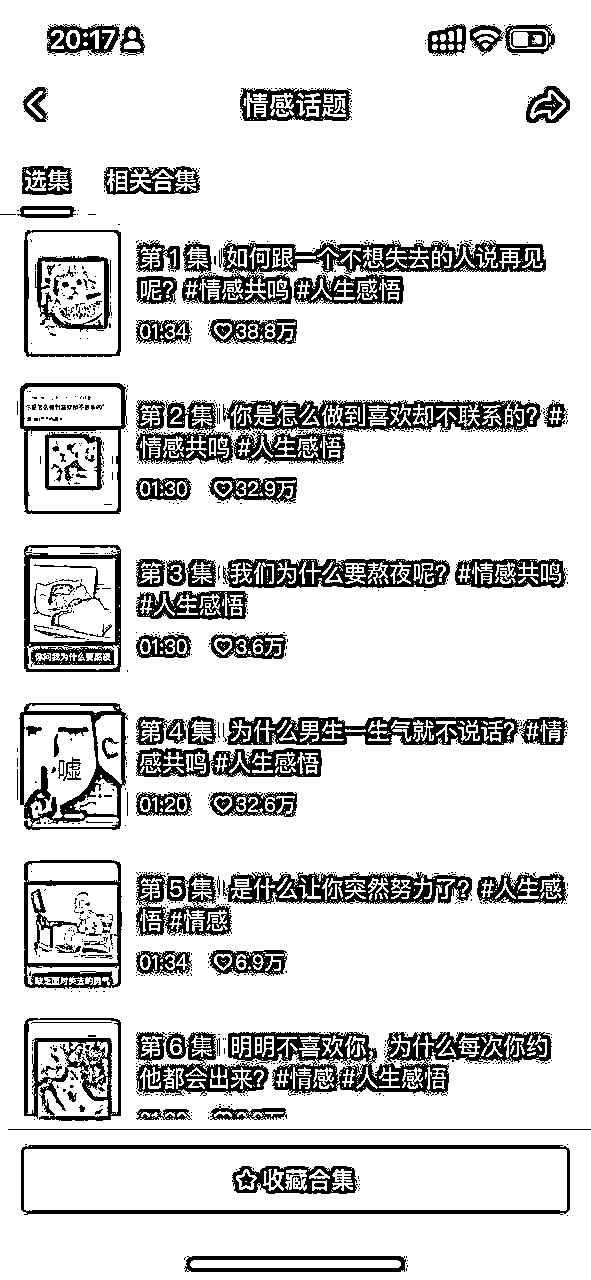 20:17
情感话题
选集 相关合集
第 1 集 | 如何跟一个不想失去的人说再见
呢？#情感共鸣 #人生感悟
01:34 38.8万
第 2 集 | 你是怎么做到喜欢却不联系的？#
情感共鸣 #人生感悟
01:30 32.9万
第 3 集 | 我们为什么要熬夜呢？#情感共鸣
#人生感悟
01:30 3.6万
嘘
第 4 集 | 为什么男生一生气就不说话？#情
感共鸣 #人生感悟
01:20 32.6万
第 5 集 | 是什么让你突然努力了？#人生感
悟 #情感
01:34 6.9万
第 6 集 | 明明不喜欢你，为什么每次你约
他都会出来？#情感 #人生感悟
收藏合集